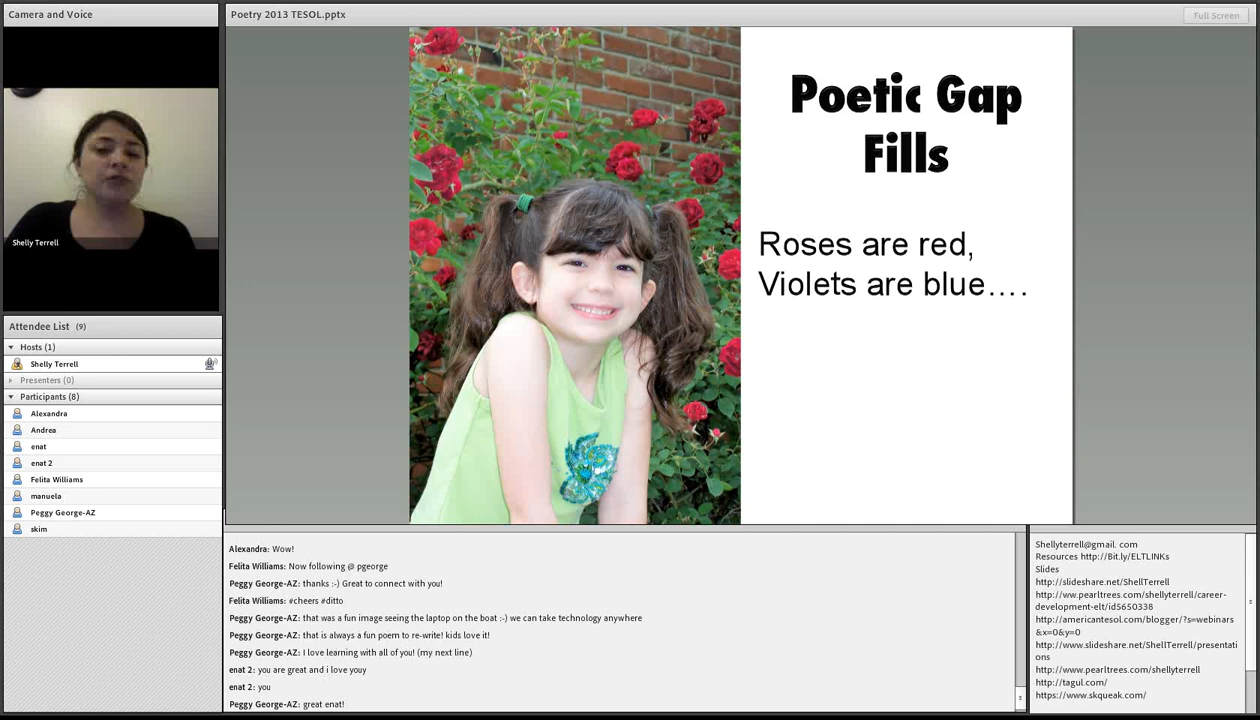 Camera and Voice
Shelly Terrell
Attendee List (9)
Hosts (1)
Shelly Terrell
Presenters (0)
Participants (8)
Alexandra
Andrea
enat
enat 2
Felita Williams
manuela
Peggy George-AZ
skim
Poetry 2013 TESOL.pptx
Full Screen
Poetic Gap
Fills
Roses are red,
Violets are blue....
Alexandra: Wow!
Felita Williams: Now following @ pgeorge
Peggy George-AZ: thanks :-) Great to connect with you!
Felita Williams: #cheers #ditto
Peggy George-AZ: that was a fun image seeing the laptop on the boat :-) we can take technology anywhere
Peggy George-AZ: that is always a fun poem to re-write! kids love it!
Peggy George-AZ: I love learning with all of you! (my next line)
enat 2: you are great and i love youy
enat 2: you
Peggy George-AZ: great enat!
Shellyterrell@gmail. com
Resources http://Bit.ly/ELTLINKs
Slides
http://slideshare.net/ShellTerrell
http://ww.pearltrees.com/shellyterrell/career-
development-elt/id5650338
http://americantesol.com/blogger/?s=webinars
&x=0&y=0
http://www.slideshare.net/ShellTerrell/presentati
ons
http://www.pearltrees.com/shellyterrell
http://tagul.com/
https://www.skqueak.com/